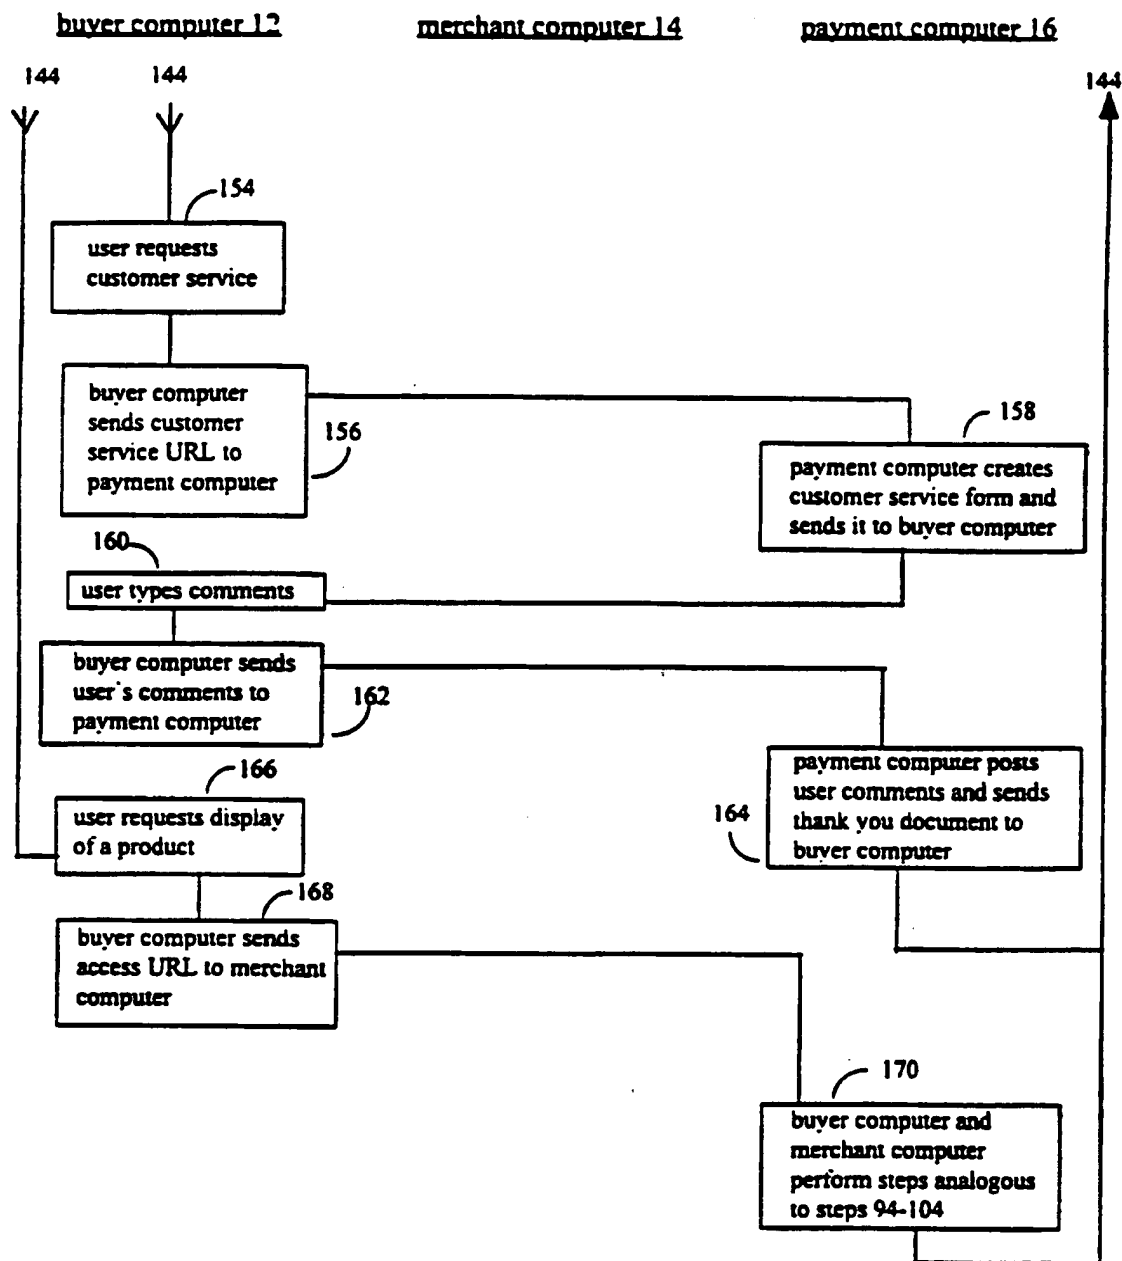 buyer computer 12
merchant computer 14
payment computer 16
144
144
144
154
user requests
customer service
buyer computer
sends customer
service URL to
payment computer
156
158
payment computer creates
customer service form and
sends it to buyer computer
160
user types comments
buyer computer sends
user's comments to
payment computer
162
payment computer posts
user comments and sends
thank you document to
buyer computer
164
166
user requests display
of a product
168
buyer computer sends
access URL to merchant
computer
170
buyer computer and
merchant computer
perform steps analogous
to steps 94-104